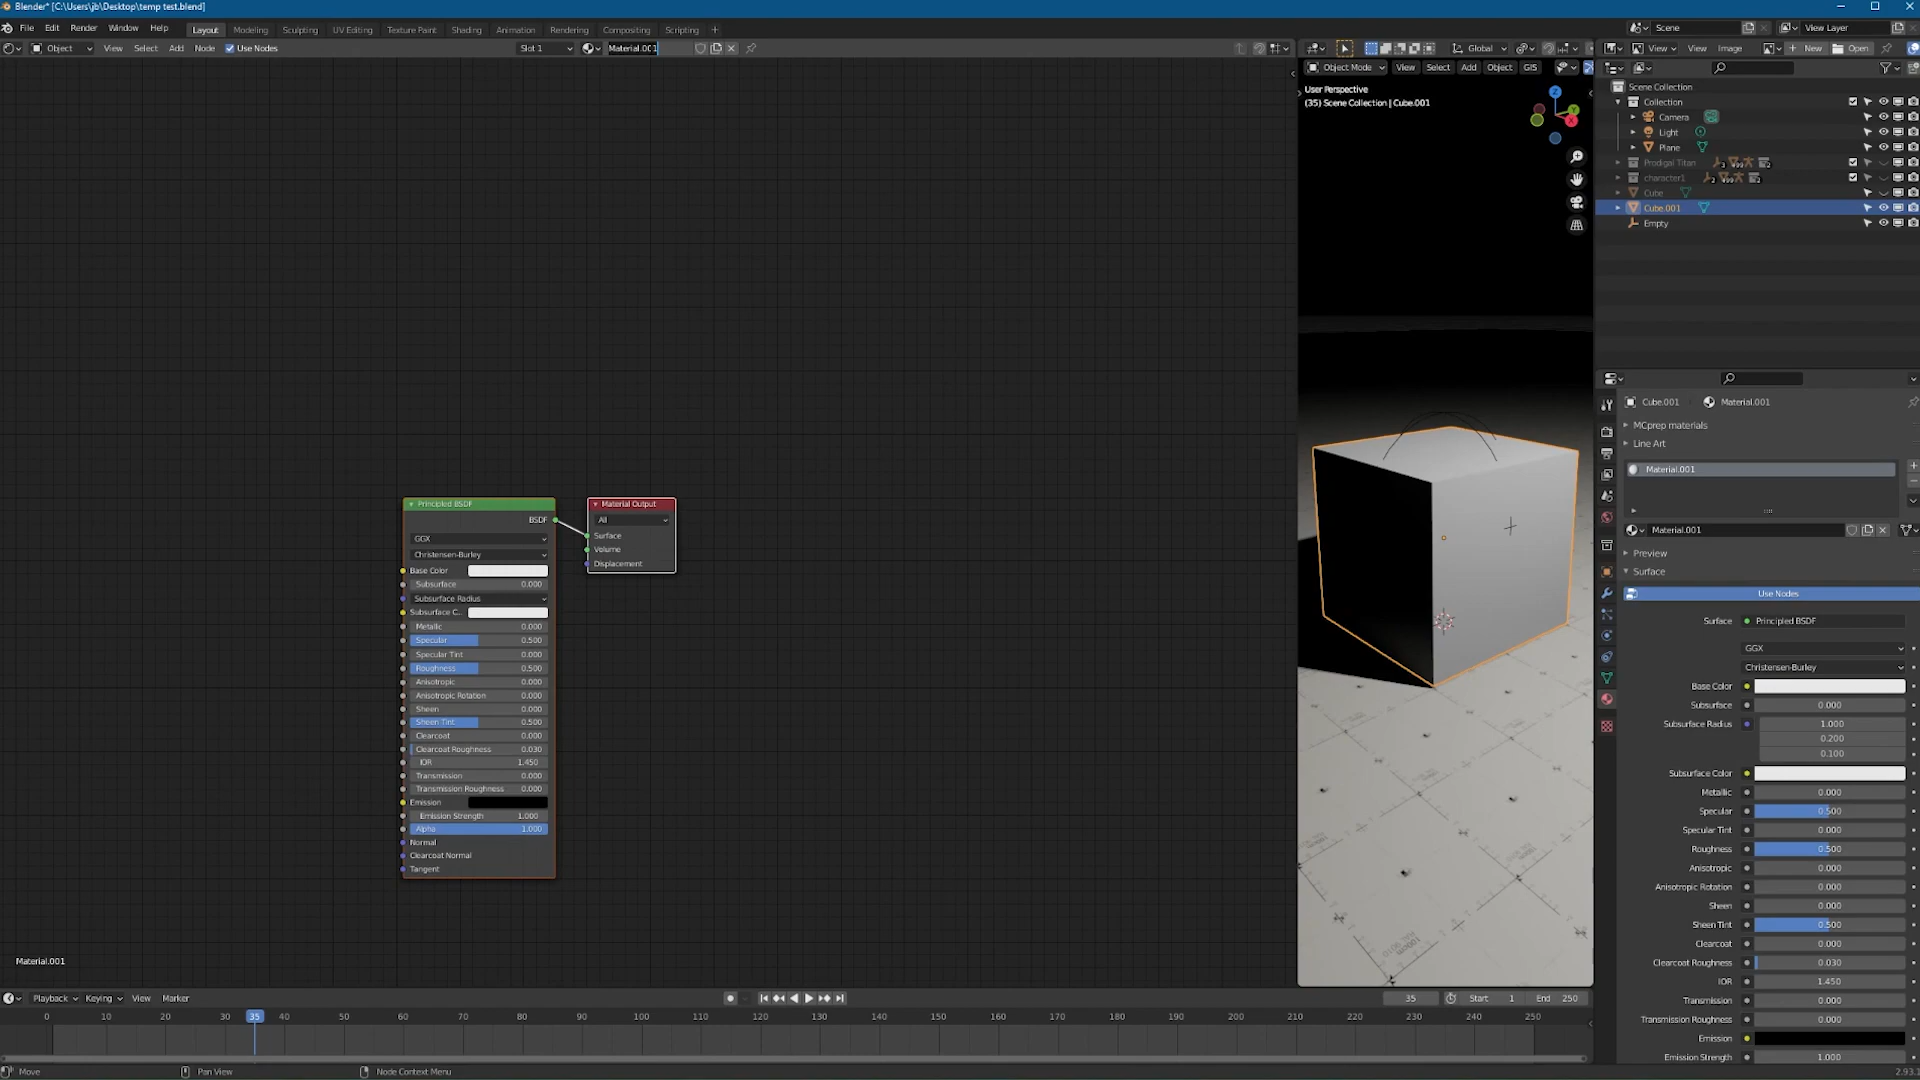 Blender* [C:\Users\jb\Desktop\temp test.blend]
File Edit Render Window Help Layout Modeling Sculpting UV Editing Texture Paint Shading Animation Rendering Compositing Scripting + Scene View Layer
Object View Select Add Node Use Nodes Slot 1 Material.001 Global View View Image New Open
Object Mode View Select Add Object GIS
User Perspective
(35) Scene Collection | Cube.001
Z
Y
X
Scene Collection
Collection
Camera
Light
Plane
Prodigal Titan
character1
Cube
Cube.001
Empty
Cube.001 Material.001
MCprep materials
Line Art
Material.001
Material.001
Preview
Surface
Use Nodes
Surface Principled BSDF
GGX
Christensen-Burley
Base Color
Subsurface 0.000
Subsurface Radius 1.000
0.200
0.100
Subsurface Color
Metallic 0.000
Specular 0.500
Specular Tint 0.000
Roughness 0.500
Anisotropic 0.000
Anisotropic Rotation 0.000
Sheen 0.000
Sheen Tint 0.500
Clearcoat 0.000
Clearcoat Roughness 0.030
IOR 1.450
Transmission 0.000
Transmission Roughness 0.000
Emission
Emission Strength 1.000
Principled BSDF
BSDF
GGX
Christensen-Burley
Base Color
Subsurface 0.000
Subsurface Radius
Subsurface C...
Metallic 0.000
Specular 0.500
Specular Tint 0.000
Roughness 0.500
Anisotropic 0.000
Anisotropic Rotation 0.000
Sheen 0.000
Sheen Tint 0.500
Clearcoat 0.000
Clearcoat Roughness 0.030
IOR 1.450
Transmission 0.000
Transmission Roughness 0.000
Emission
Emission Strength 1.000
Alpha 1.000
Normal
Clearcoat Normal
Tangent
Material Output
All
Surface
Volume
Displacement
Material.001
Playback Keying View Marker 35 Start 1 End 250
0 10 20 30 35 40 50 60 70 80 90 100 110 120 130 140 150 160 170 180 190 200 210 220 230 240 250
Move Pan View Node Context Menu 2.93.1